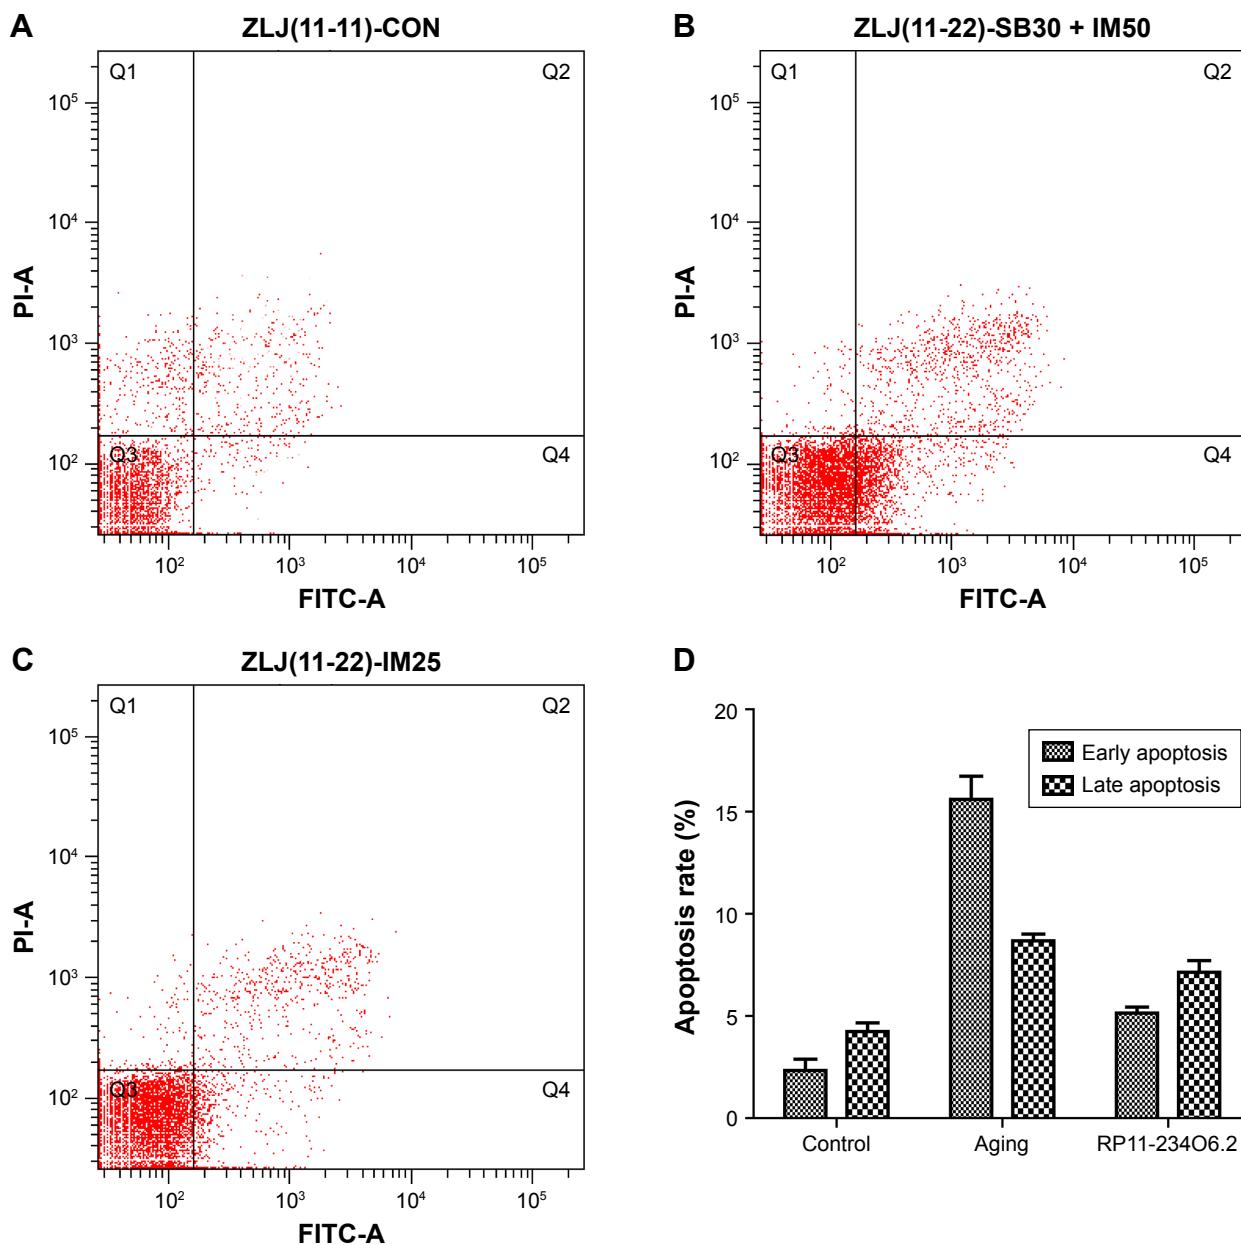 A
ZLJ(11-11)-CON
Q1
Q2
Q3
Q4
10⁵
10⁴
10³
10²
PI-A
10² 10³ 10⁴ 10⁵
FITC-A
B
ZLJ(11-22)-SB30 + IM50
Q1
Q2
Q3
Q4
10⁵
10⁴
10³
10²
PI-A
10² 10³ 10⁴ 10⁵
FITC-A
C
ZLJ(11-22)-IM25
Q1
Q2
Q3
Q4
10⁵
10⁴
10³
10²
PI-A
10² 10³ 10⁴ 10⁵
FITC-A
D
20
15
10
5
0
Apoptosis rate (%)
Early apoptosis
Late apoptosis
Control Aging RP11-234O6.2